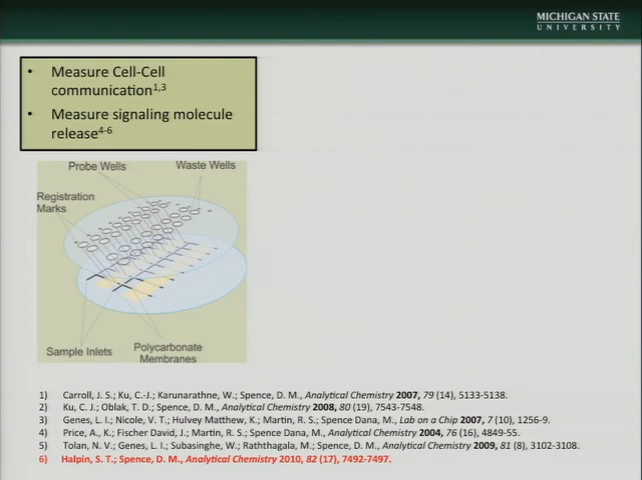 MICHIGAN STATE
UNIVERSITY
• Measure Cell-Cell
communication1,3
• Measure signaling molecule
release4-6
Probe Wells
Waste Wells
Registration
Marks
Sample Inlets
Polycarbonate
Membranes
1) Carroll, J. S.; Ku, C.-J.; Karunarathne, W.; Spence, D. M., Analytical Chemistry 2007, 79 (14), 5133-5138.
2) Ku, C. J.; Oblak, T. D.; Spence, D. M., Analytical Chemistry 2008, 80 (19), 7543-7548.
3) Genes, L. I.; Nicole, V. T.; Hulvey Matthew, K.; Martin, R. S.; Spence Dana, M., Lab on a Chip 2007, 7 (10), 1256-9.
4) Price, A., K.; Fischer David, J.; Martin, R. S.; Spence Dana, M., Analytical Chemistry 2004, 76 (16), 4849-55.
5) Tolan, N. V.; Genes, L. I.; Subasinghe, W.; Raththagala, M.; Spence, D. M., Analytical Chemistry 2009, 81 (8), 3102-3108.
6) Halpin, S. T.; Spence, D. M., Analytical Chemistry 2010, 82 (17), 7492-7497.